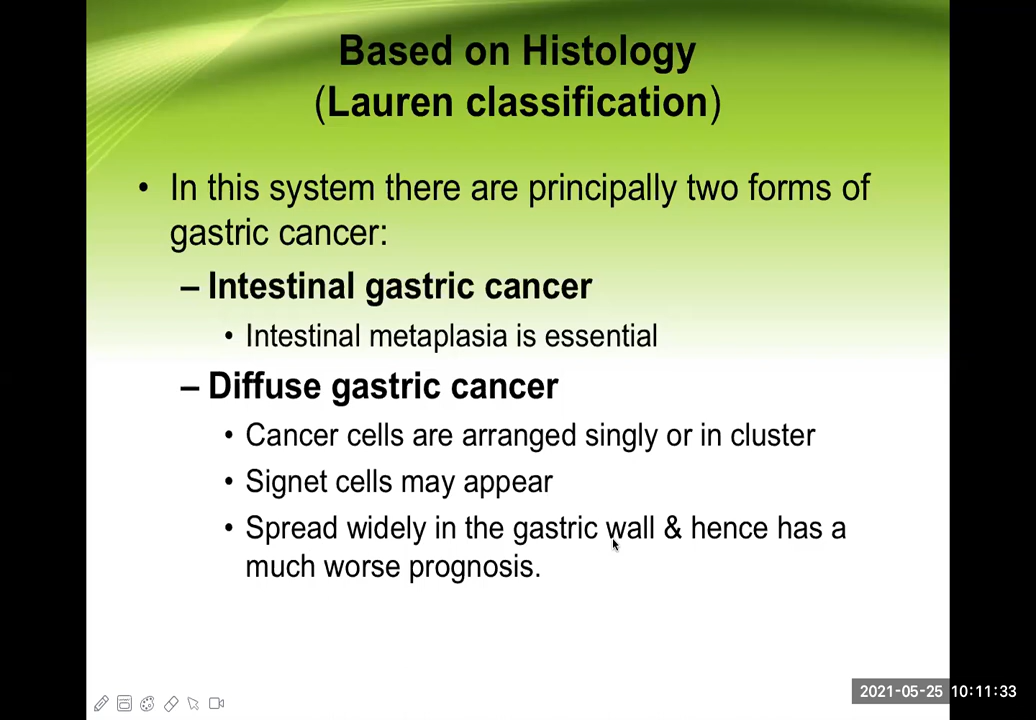 Based on Histology
(Lauren classification)
• In this system there are principally two forms of
gastric cancer:
– Intestinal gastric cancer
• Intestinal metaplasia is essential
– Diffuse gastric cancer
• Cancer cells are arranged singly or in cluster
• Signet cells may appear
• Spread widely in the gastric wall & hence has a
much worse prognosis.
2021-05-25 10:11:33